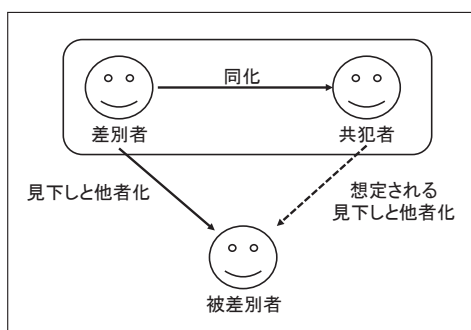 同化
差別者
共犯者
見下しと他者化
想定される
見下しと他者化
被差別者